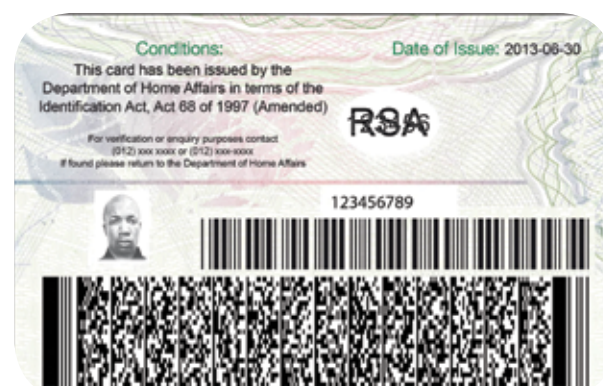 Conditions:
Date of Issue: 2013-06-30
This card has been issued by the
Department of Home Affairs in terms of the
Identification Act, Act 68 of 1997 (Amended)
RSA
For verification or enquiry purposes contact
(012) xxx xxxx or (012) xxx-xxxx
If found please return to the Department of Home Affairs
123456789